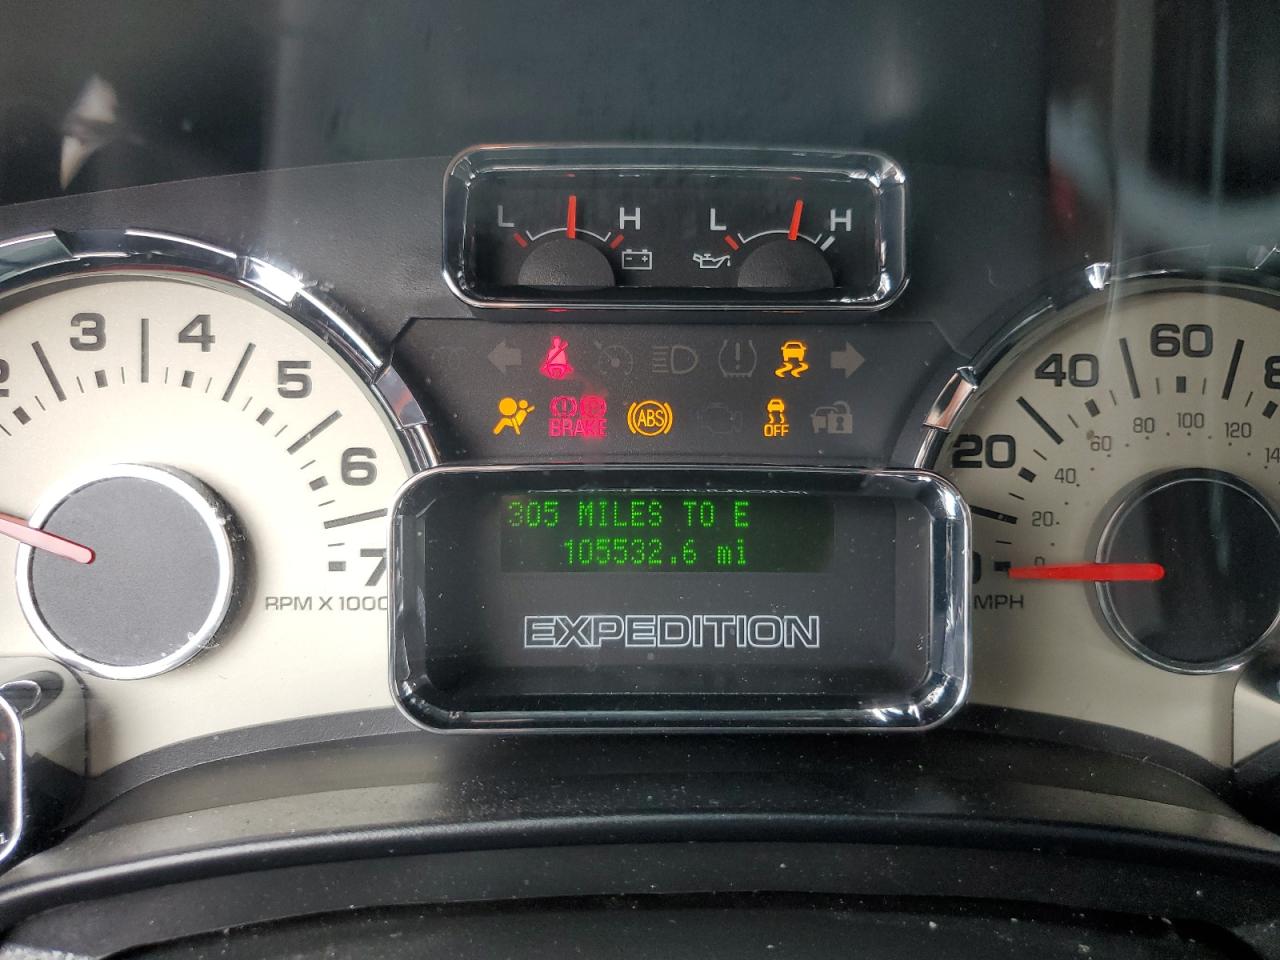 L H L H
2 3 4 5 6 7
RPM X 1000
ABS
BRAKE
OFF
305 MILES TO E
105532.6 mi
EXPEDITION
20 40 60
0 20 40 60 80 100 120
MPH